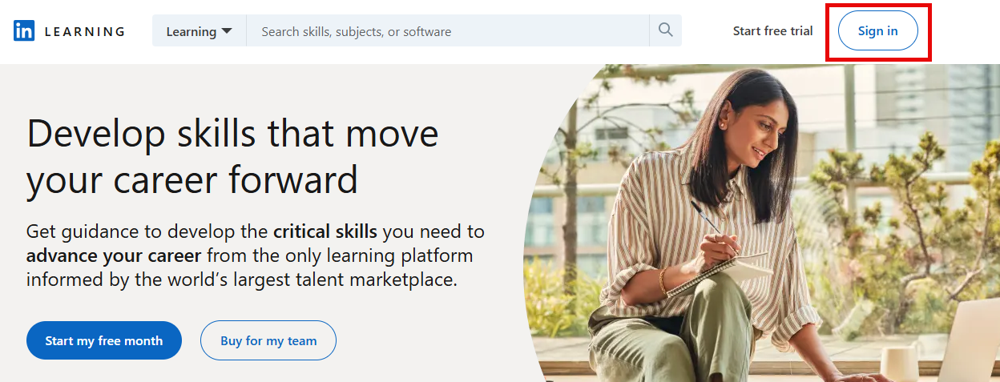 in LEARNING
Learning
Search skills, subjects, or software
Start free trial
Sign in
Develop skills that move
your career forward
Get guidance to develop the critical skills you need to
advance your career from the only learning platform
informed by the world’s largest talent marketplace.
Start my free month
Buy for my team